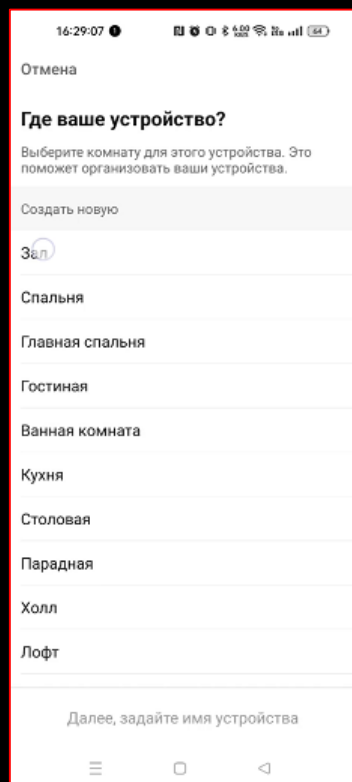 16:29:07
64
Отмена
Где ваше устройство?
Выберите комнату для этого устройства. Это
поможет организовать ваши устройства.
Создать новую
Зал
Спальня
Главная спальня
Гостиная
Ванная комната
Кухня
Столовая
Парадная
Холл
Лофт
Далее, задайте имя устройства